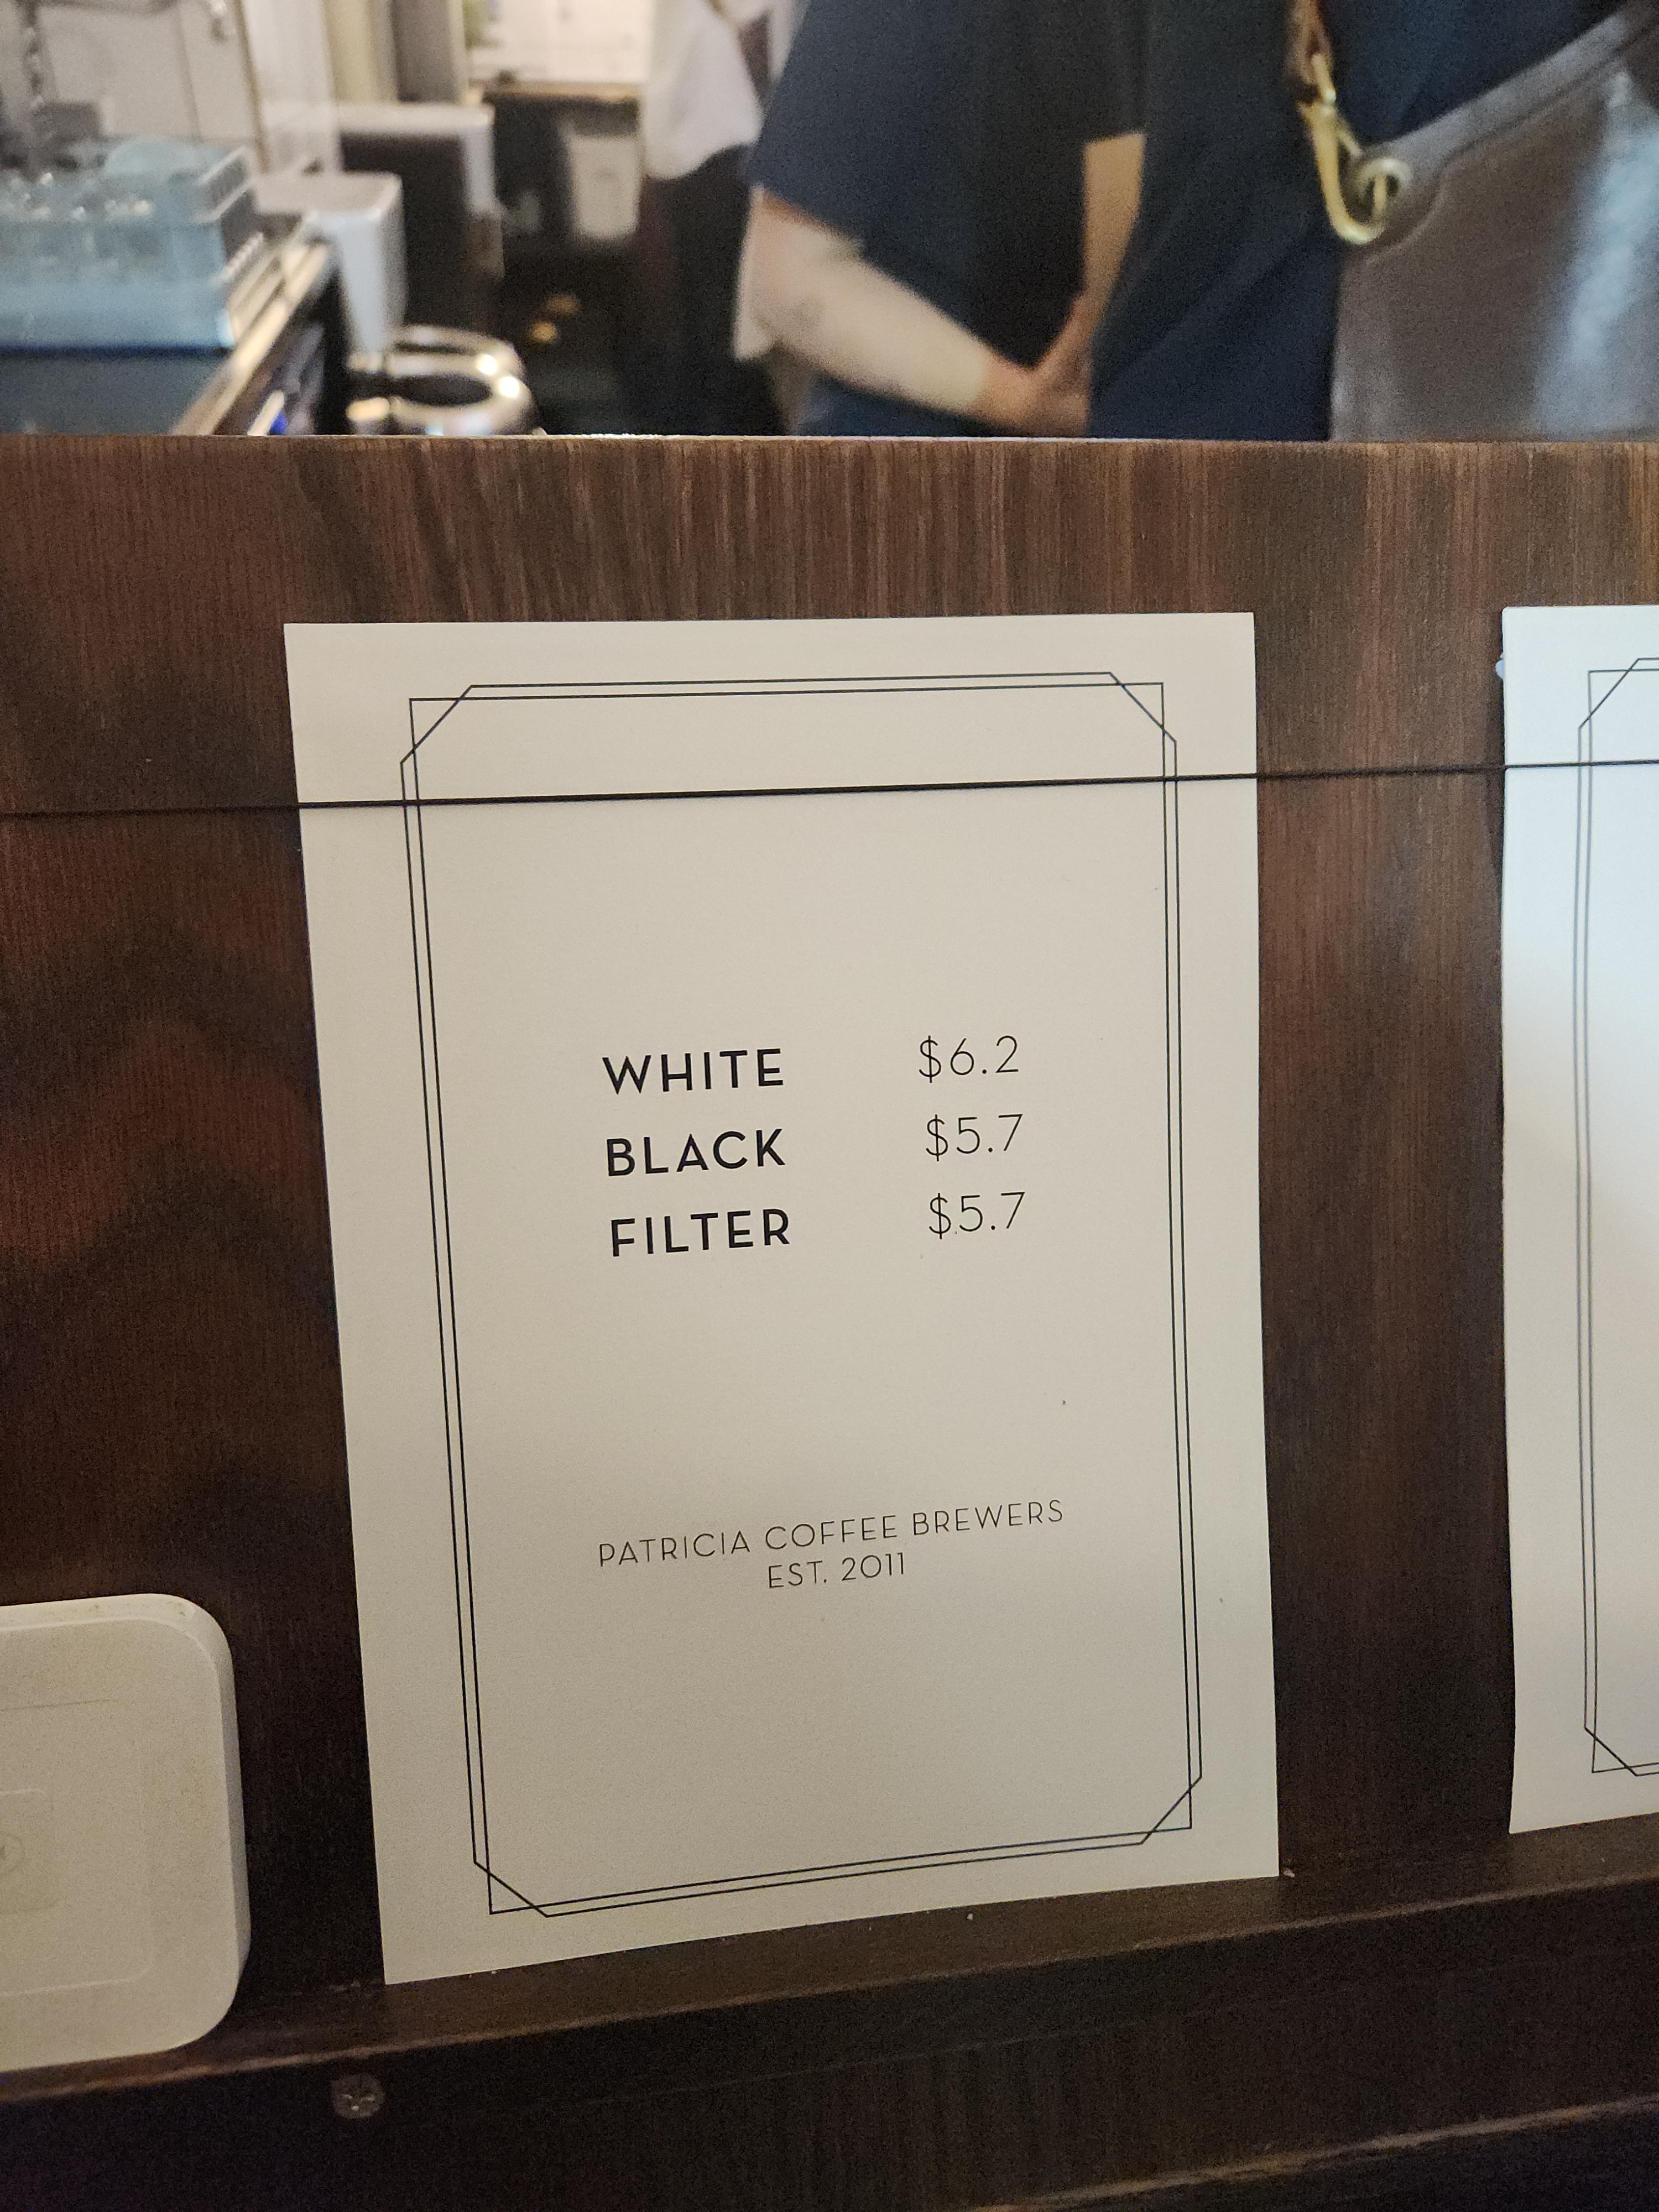 WHITE $6.2
BLACK $5.7
FILTER $5.7
PATRICIA COFFEE BREWERS
EST. 2011